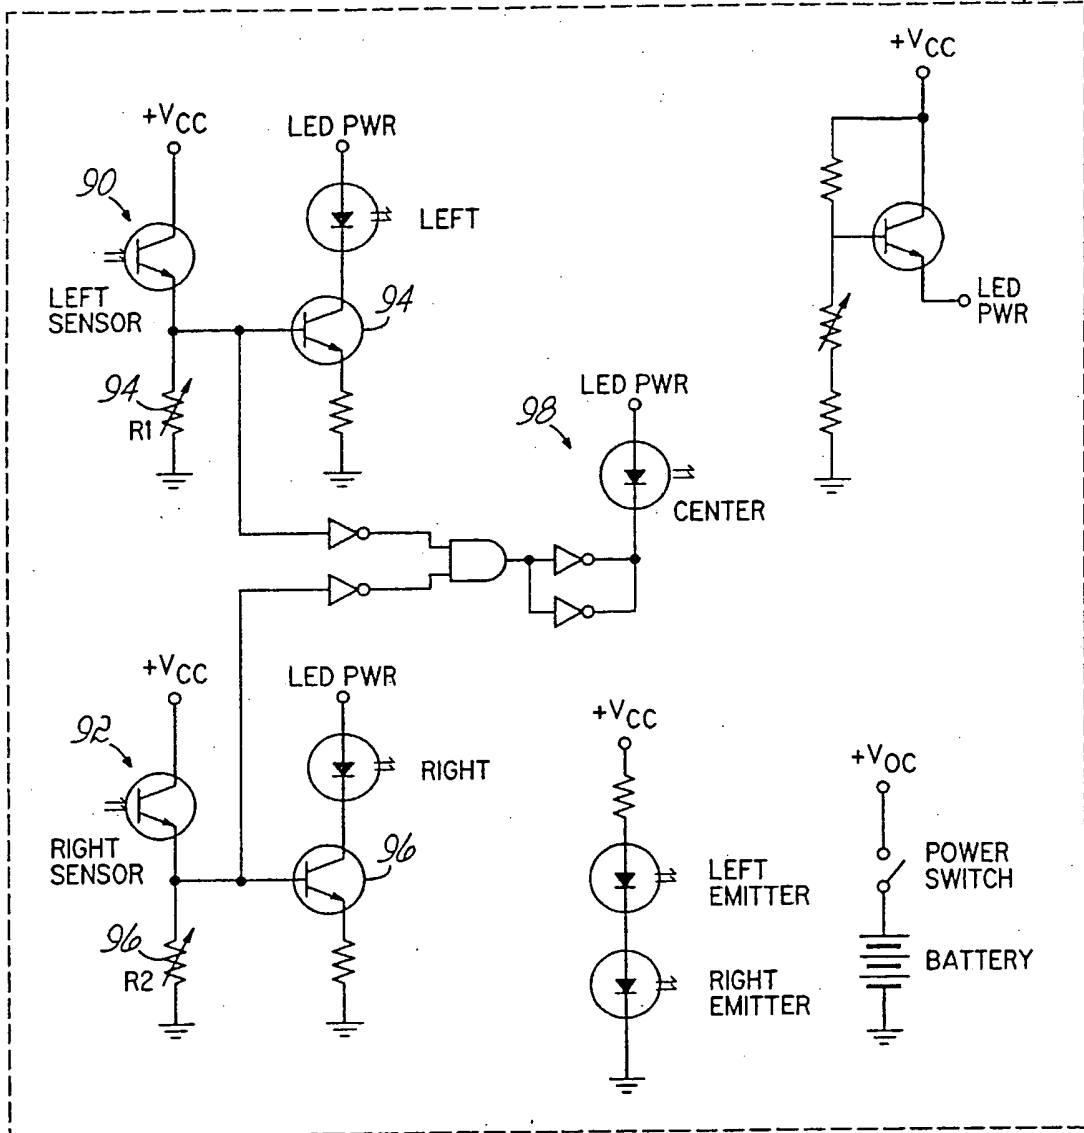 +VCC
LED PWR
90
LEFT
LEFT
SENSOR
94
94
R1
+VCC
LED
PWR
LED PWR
98
CENTER
+VCC
LED PWR
92
RIGHT
RIGHT
SENSOR
96
96
R2
+VCC
LEFT
EMITTER
RIGHT
EMITTER
+VOC
POWER
SWITCH
BATTERY